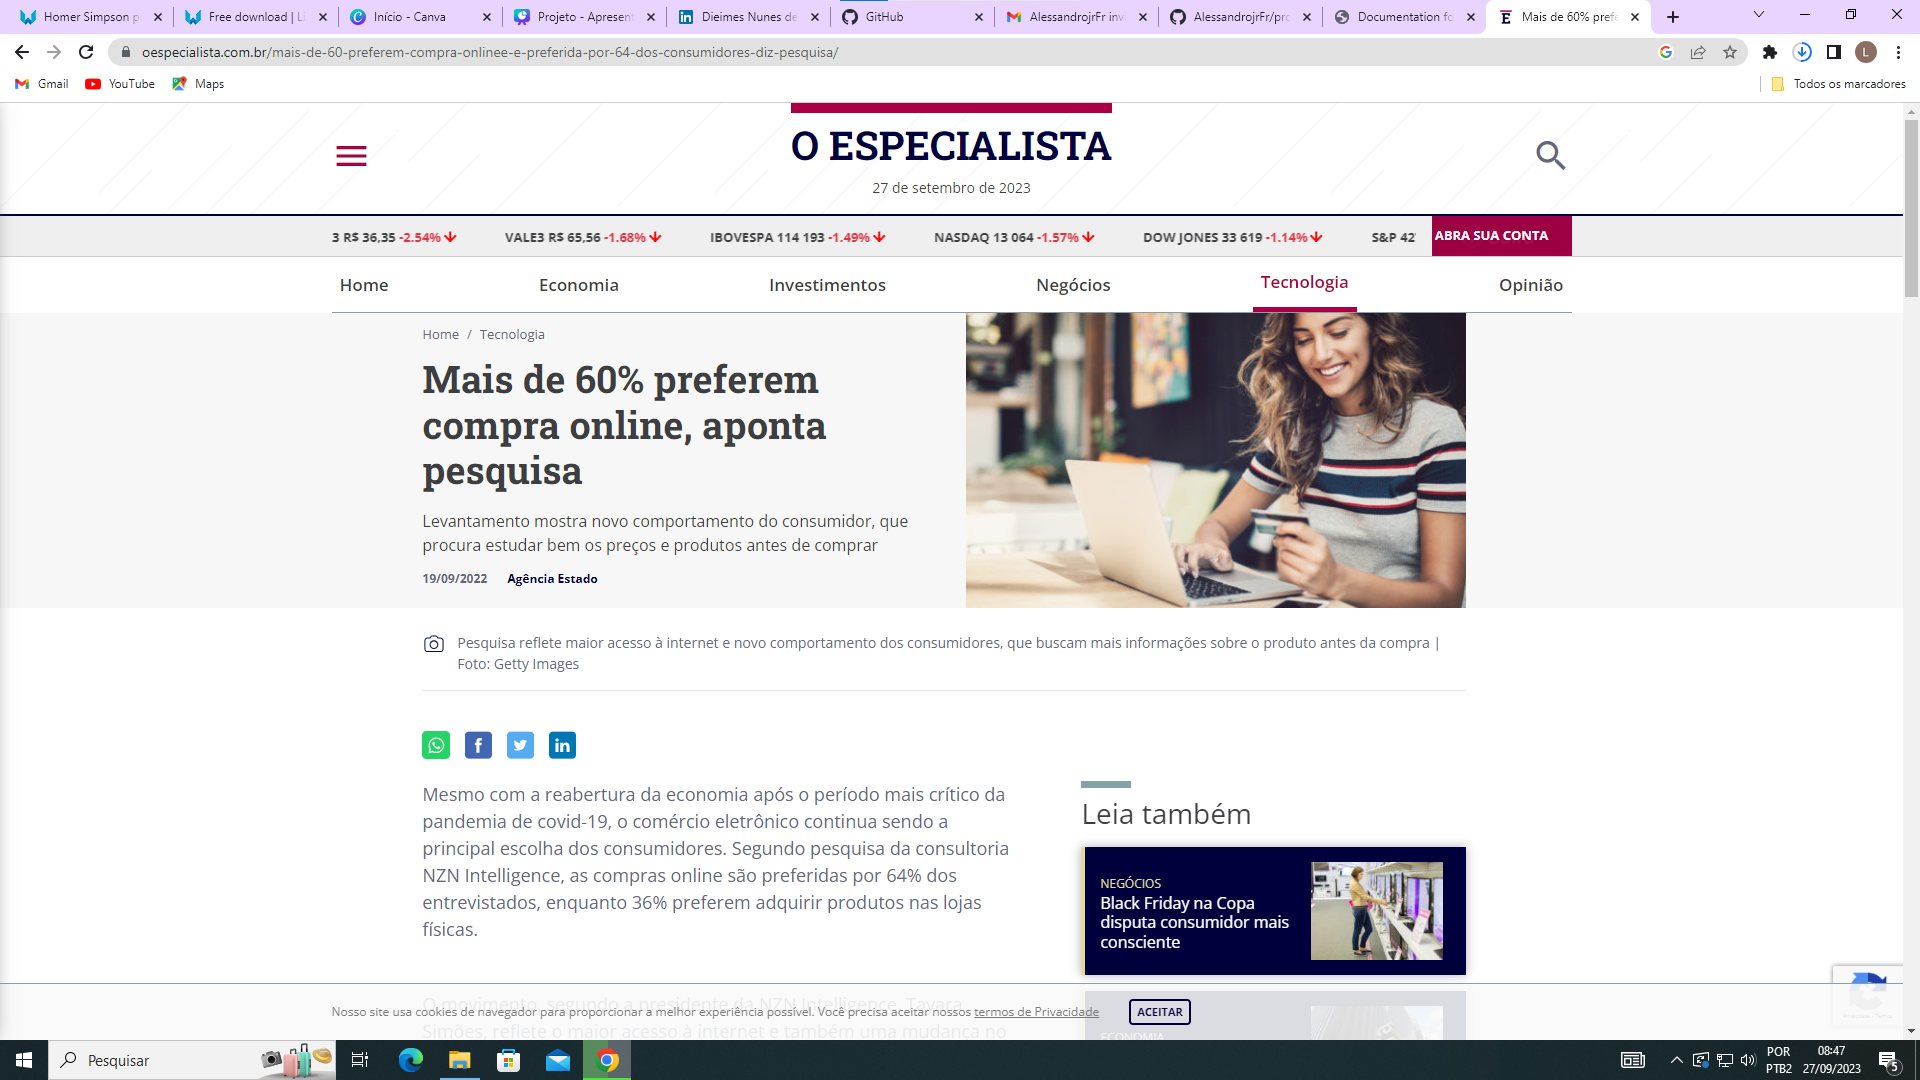 Homer Simpson p
Free download | Li
Início - Canva
Projeto - Apresent
Dieimes Nunes de
GitHub
AlessandrojrFr inv
AlessandrojrFr/pro
Documentation fo
Mais de 60% prefe
oespecialista.com.br/mais-de-60-preferem-compra-onlinee-e-preferida-por-64-dos-consumidores-diz-pesquisa/
L
Gmail
YouTube
Maps
Todos os marcadores
O ESPECIALISTA
27 de setembro de 2023
3 R$ 36,35 -2.54%
VALE3 R$ 65,56 -1.68%
IBOVESPA 114 193 -1.49%
NASDAQ 13 064 -1.57%
DOW JONES 33 619 -1.14%
S&P 427
ABRA SUA CONTA
Home
Economia
Investimentos
Negócios
Tecnologia
Opinião
Home / Tecnologia
Mais de 60% preferem
compra online, aponta
pesquisa
Levantamento mostra novo comportamento do consumidor, que
procura estudar bem os preços e produtos antes de comprar
19/09/2022 Agência Estado
Pesquisa reflete maior acesso à internet e novo comportamento dos consumidores, que buscam mais informações sobre o produto antes da compra |
Foto: Getty Images
Mesmo com a reabertura da economia após o período mais crítico da
pandemia de covid-19, o comércio eletrônico continua sendo a
principal escolha dos consumidores. Segundo pesquisa da consultoria
NZN Intelligence, as compras online são preferidas por 64% dos
entrevistados, enquanto 36% preferem adquirir produtos nas lojas
físicas.
Leia também
NEGÓCIOS
Black Friday na Copa
disputa consumidor mais
consciente
O movimento, segundo a presidente da NZN Intelligence, Tayara
Simões, reflete o maior acesso à internet e também uma mudança no
ECONOMIA
Nosso site usa cookies de navegador para proporcionar a melhor experiência possível. Você precisa aceitar nossos termos de Privacidade
ACEITAR
Pesquisar
POR
PTB2
08:47
27/09/2023
5